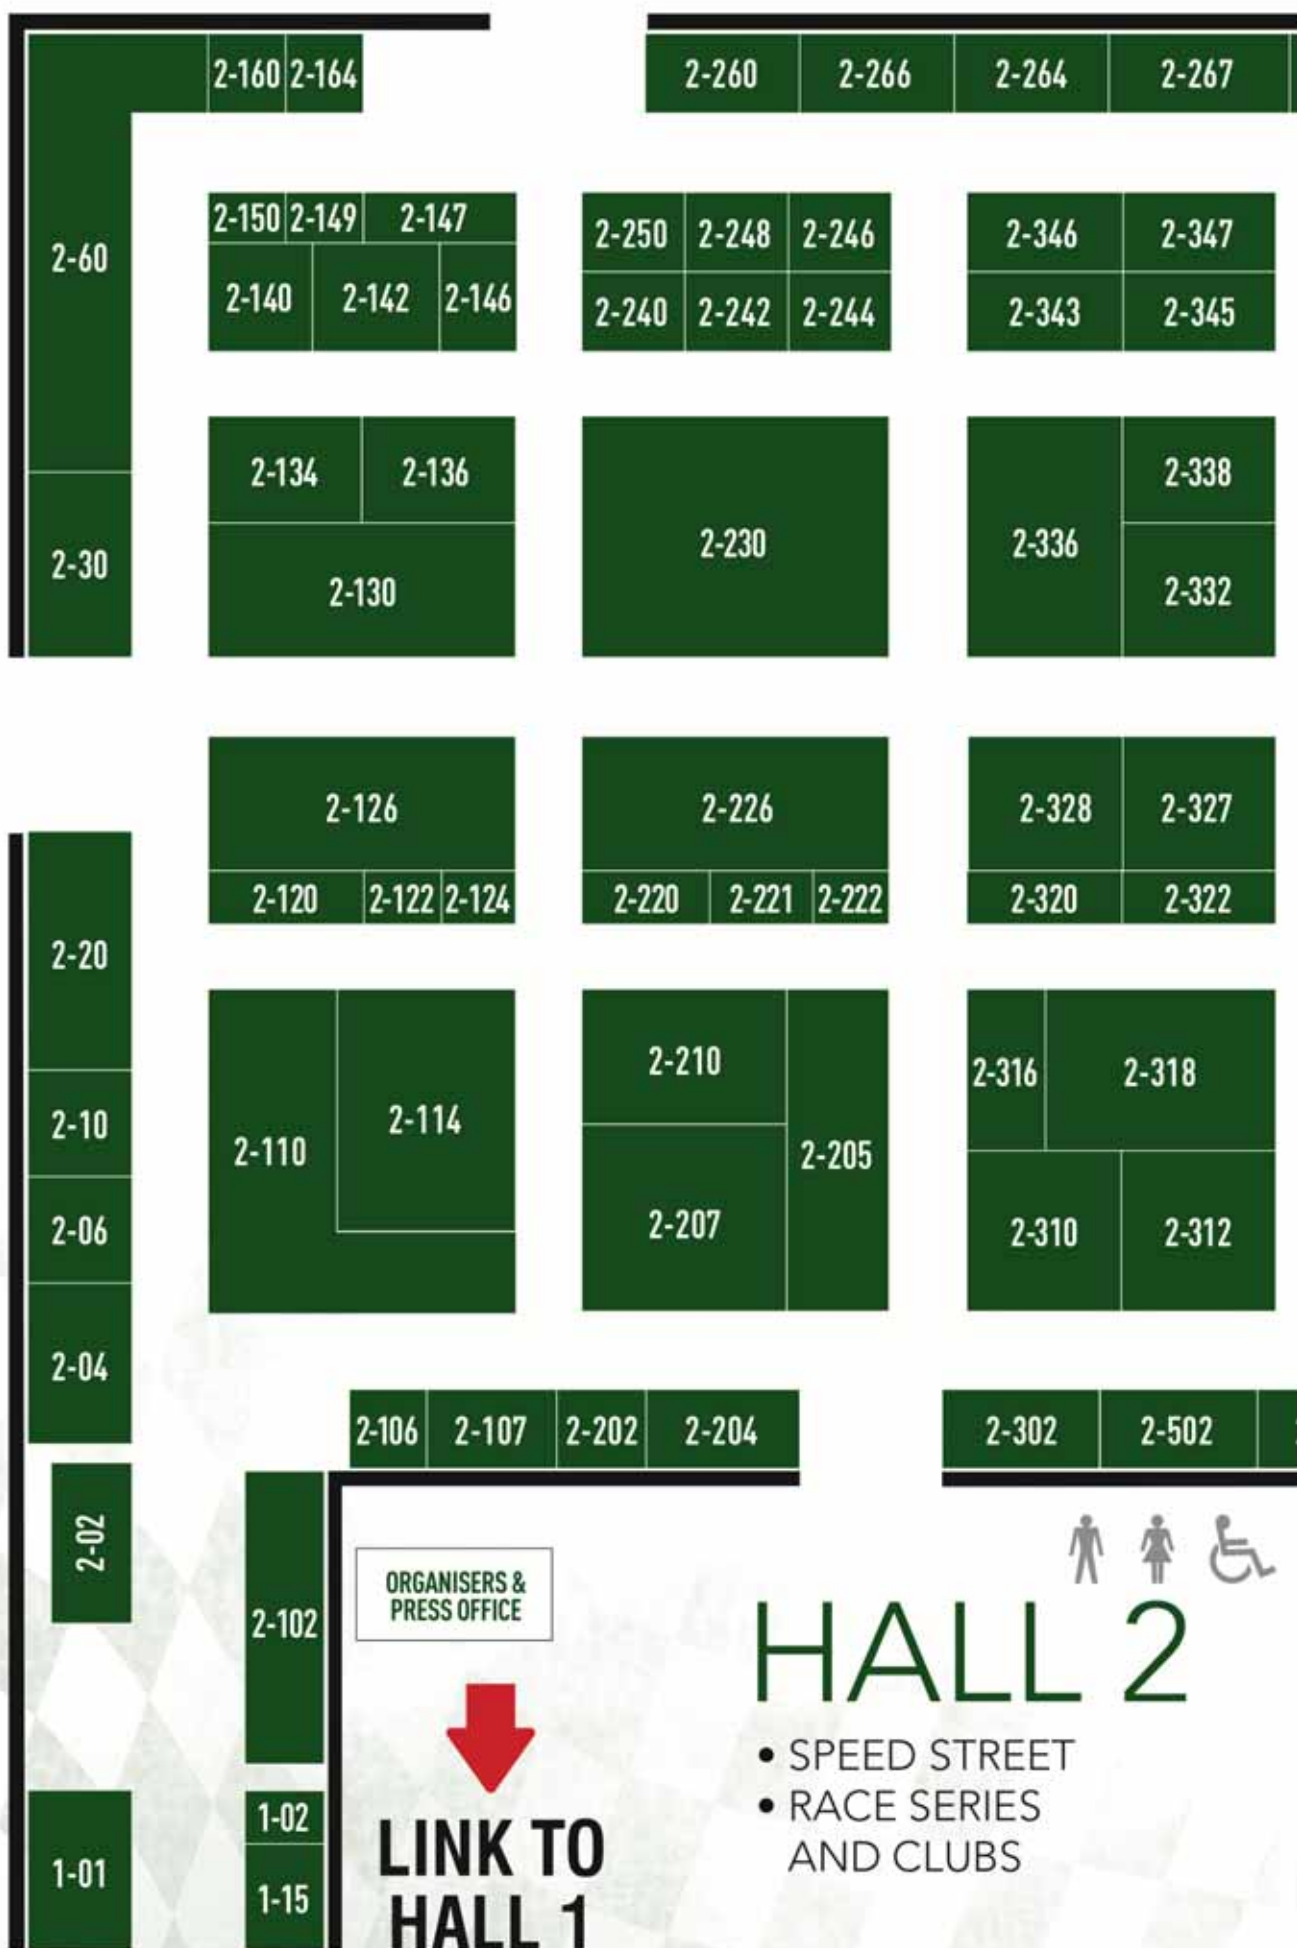 2-160 2-164 2-260 2-266 2-264 2-267
2-60
2-150 2-149 2-147
2-250 2-248 2-246 2-346 2-347
2-140 2-142 2-146
2-240 2-242 2-244 2-343 2-345
2-134 2-136 2-338
2-230 2-336
2-30
2-130 2-332
2-126 2-226 2-328 2-327
2-120 2-122 2-124 2-220 2-221 2-222 2-320 2-322
2-20
2-210 2-316 2-318
2-10 2-114
2-110 2-205
2-06 2-207 2-310 2-312
2-04
2-106 2-107 2-202 2-204 2-302 2-502
2-02
ORGANISERS &
PRESS OFFICE
2-102
HALL 2
• SPEED STREET
• RACE SERIES
AND CLUBS
1-02
LINK TO
HALL 1
1-01
1-15